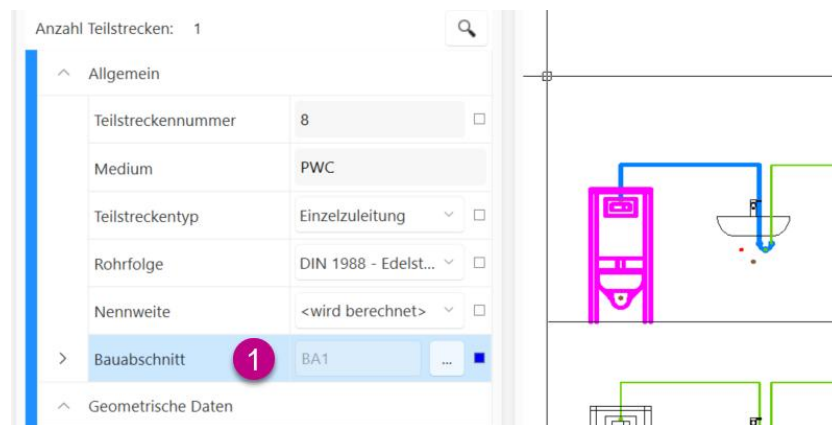 Anzahl Teilstrecken: 1
Allgemein
Teilstreckennummer 8
Medium PWC
Teilstreckentyp Einzelzuleitung
Rohrfolge DIN 1988 - Edelst...
Nennweite <wird berechnet>
Bauabschnitt 1 BA1 ...
Geometrische Daten